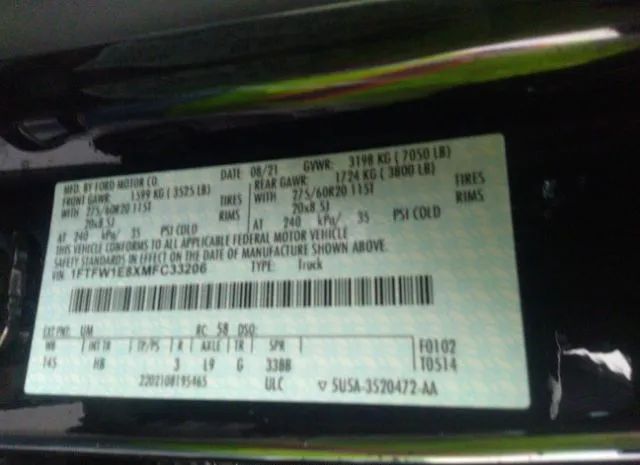 MFD. BY FORD MOTOR CO. DATE: 08/21 GVWR: 3198 KG ( 7050 LB)
FRONT GAWR: 1599 KG ( 3525 LB) REAR GAWR: 1724 KG ( 3800 LB)
WITH 275/60R20 115T TIRES WITH 275/60R20 115T TIRES
20x8.5J RIMS 20x8.5J RIMS
AT 240 kPa/ 35 PSI COLD AT 240 kPa/ 35 PSI COLD
THIS VEHICLE CONFORMS TO ALL APPLICABLE FEDERAL MOTOR VEHICLE
SAFETY STANDARDS IN EFFECT ON THE DATE OF MANUFACTURE SHOWN ABOVE.
VIN: 1FTFW1E8XMFC33206 TYPE: Truck
EXT PNT: UM RC: 58 DSO:
WB INT TR TP/PS R AXLE TR SPR F0102
145 HB 3 L9 G 33BB T0514
2202108195465 ULC 5USA-3520472-AA